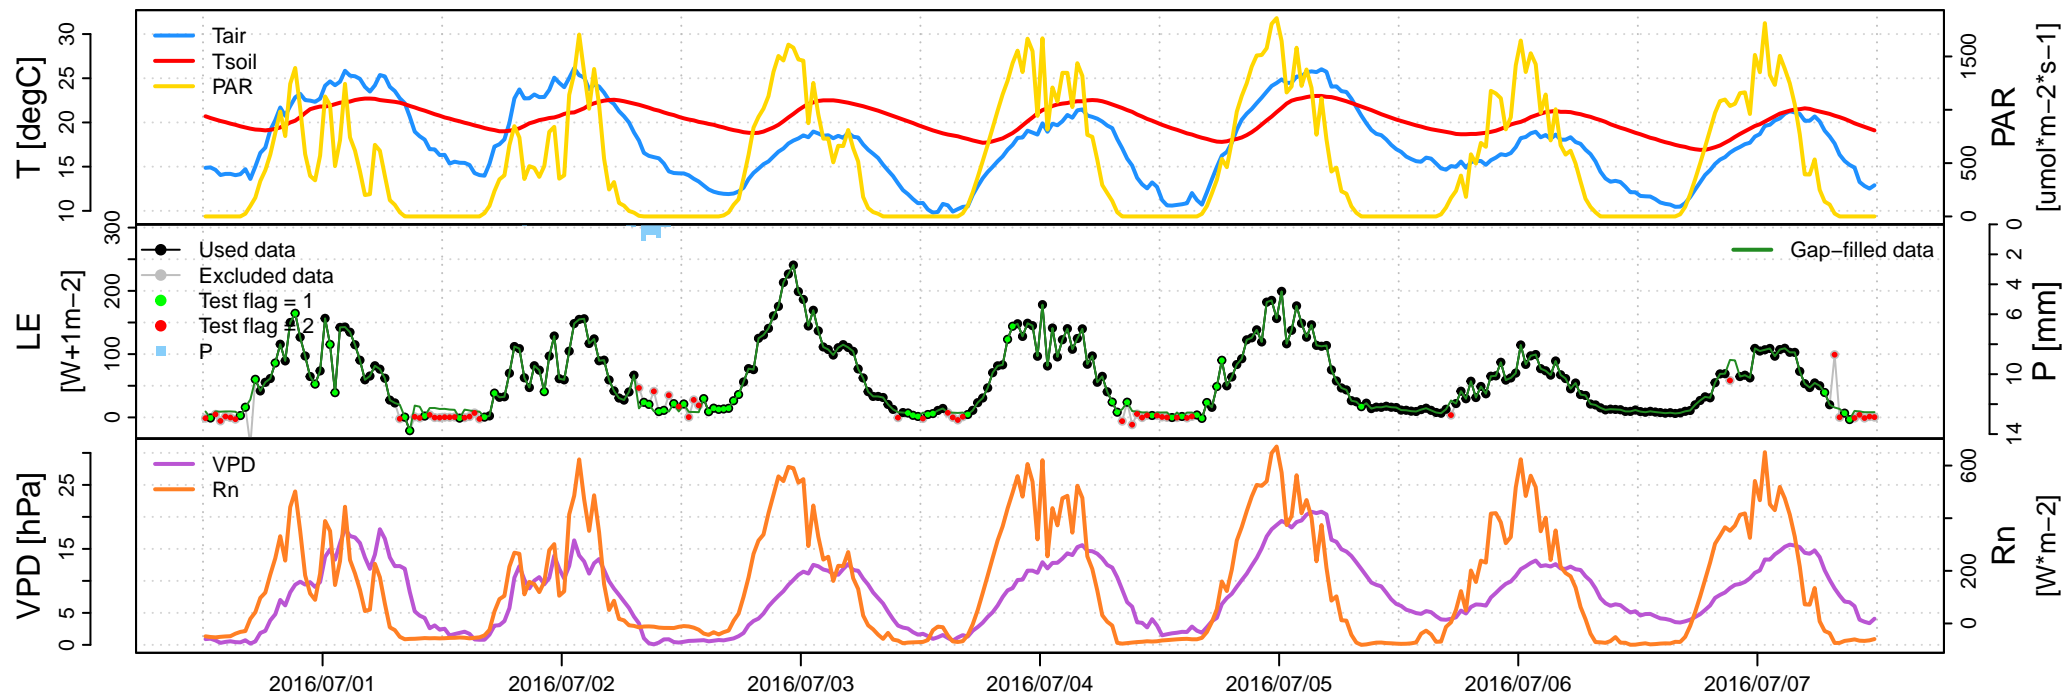 T [degC]
10 15 20 25 30
Tair
Tsoil
PAR
0 500 1500
PAR
[umol*m−2*s−1]
LE
[W+1m−2]
0 100 200 300
Used data
Excluded data
Test flag = 1
Test flag = 2
P
Gap−filled data
0 2 4 6 10 14
P [mm]
VPD [hPa]
0 5 15 25
VPD
Rn
0 200 600
Rn
[W*m−2]
2016/07/01 2016/07/02 2016/07/03 2016/07/04 2016/07/05 2016/07/06 2016/07/07